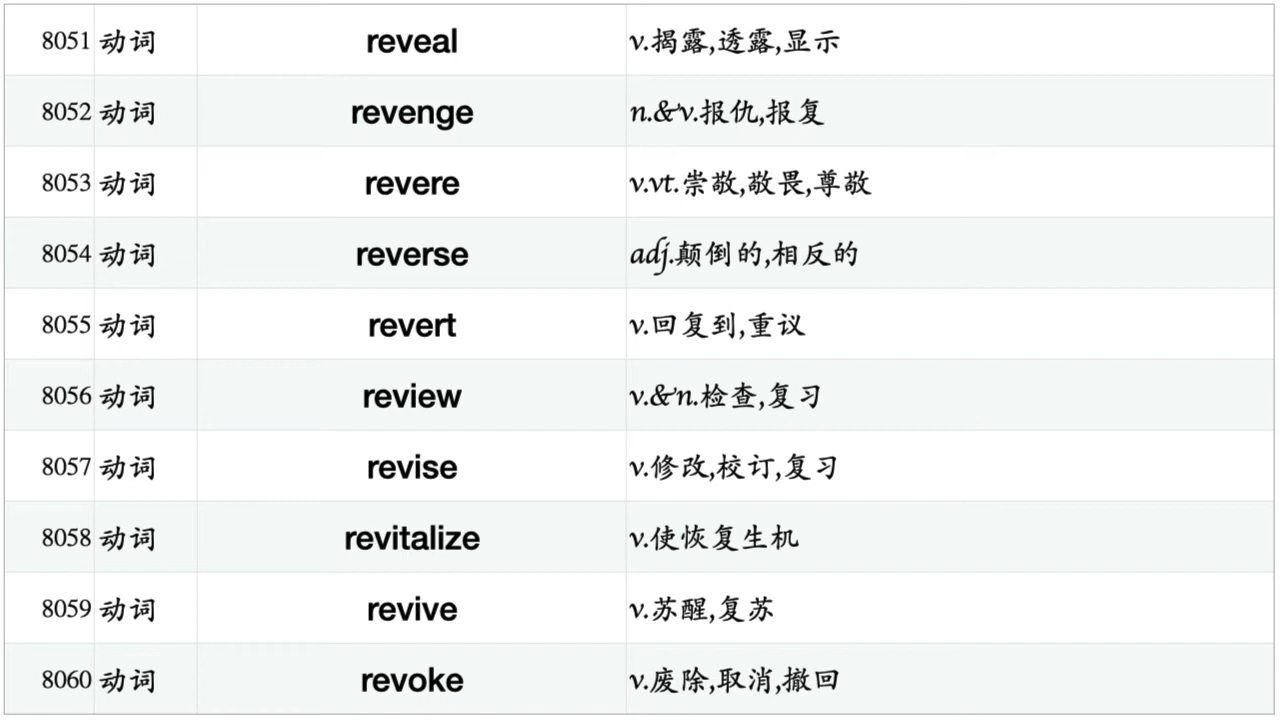 8051 动词 reveal v.揭露,透露,显示
8052 动词 revenge n.&v.报仇,报复
8053 动词 revere v.vt.崇敬,敬畏,尊敬
8054 动词 reverse adj.颠倒的,相反的
8055 动词 revert v.回复到,重议
8056 动词 review v.&n.检查,复习
8057 动词 revise v.修改,校订,复习
8058 动词 revitalize v.使恢复生机
8059 动词 revive v.苏醒,复苏
8060 动词 revoke v.废除,取消,撤回